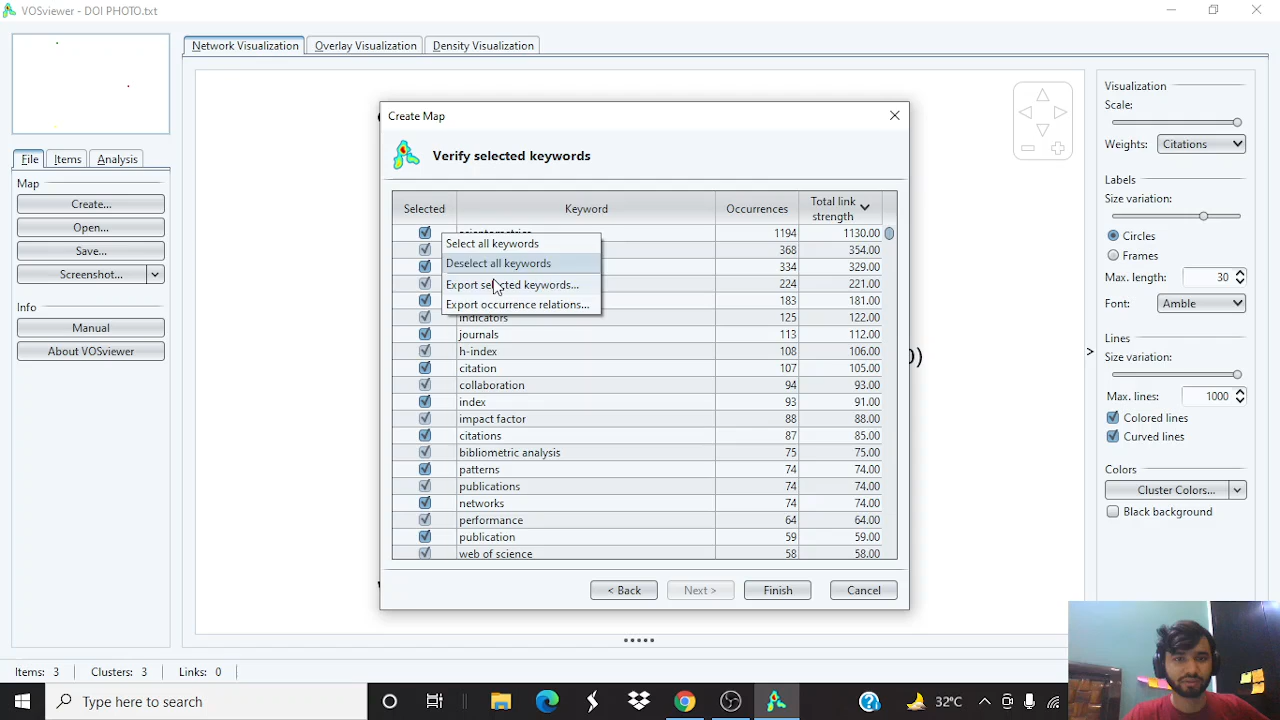 VOSviewer - DOI PHOTO.txt
Network Visualization
Overlay Visualization
Density Visualization
File
Items
Analysis
Map
Create...
Open...
Save...
Screenshot...
Info
Manual
About VOSviewer
Create Map
Verify selected keywords
Selected
Keyword
Occurrences
Total link
strength
1194 1130.00
368 354.00
334 329.00
224 221.00
183 181.00
indicators 125 122.00
journals 113 112.00
h-index 108 106.00
citation 107 105.00
collaboration 94 93.00
index 93 91.00
impact factor 88 88.00
citations 87 85.00
bibliometric analysis 75 75.00
patterns 74 74.00
publications 74 74.00
networks 74 74.00
performance 64 64.00
publication 59 59.00
web of science 58 58.00
Select all keywords
Deselect all keywords
Export selected keywords...
Export occurrence relations...
< Back
Next >
Finish
Cancel
0)
>
Visualization
Scale:
Weights: Citations
Labels
Size variation:
Circles
Frames
Max. length: 30
Font: Amble
Lines
Size variation:
Max. lines: 1000
Colored lines
Curved lines
Colors
Cluster Colors...
Black background
Items: 3 Clusters: 3 Links: 0
Type here to search
32°C